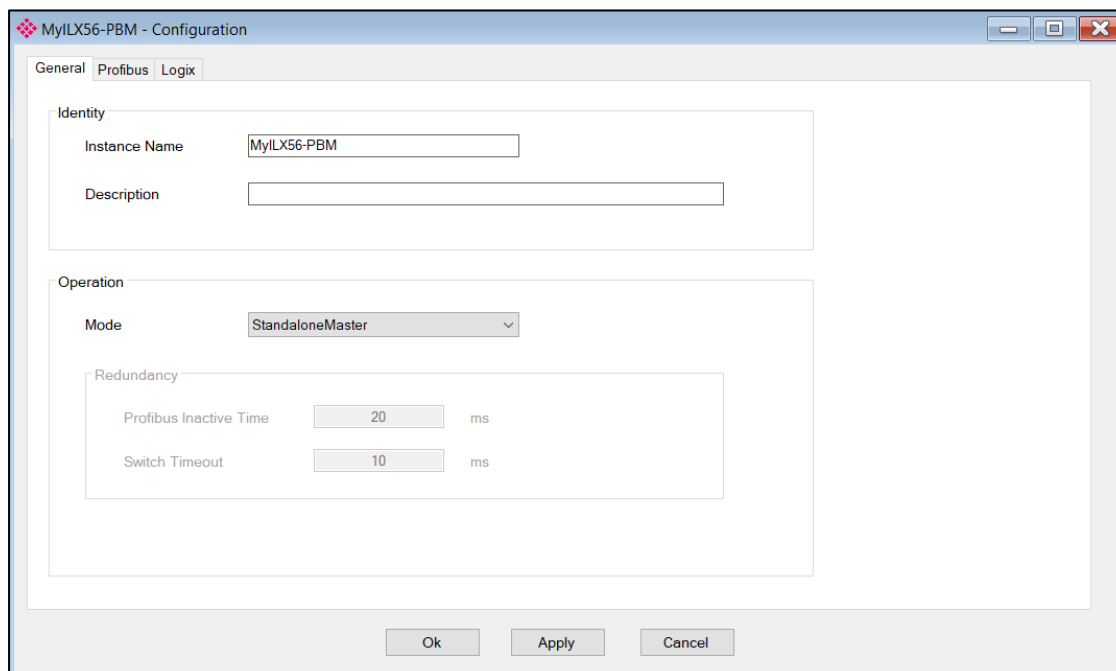 MyILX56-PBM - Configuration
General Profibus Logix
Identity
Instance Name MyILX56-PBM
Description
Operation
Mode StandaloneMaster
Redundancy
Profibus Inactive Time 20 ms
Switch Timeout 10 ms
Ok Apply Cancel